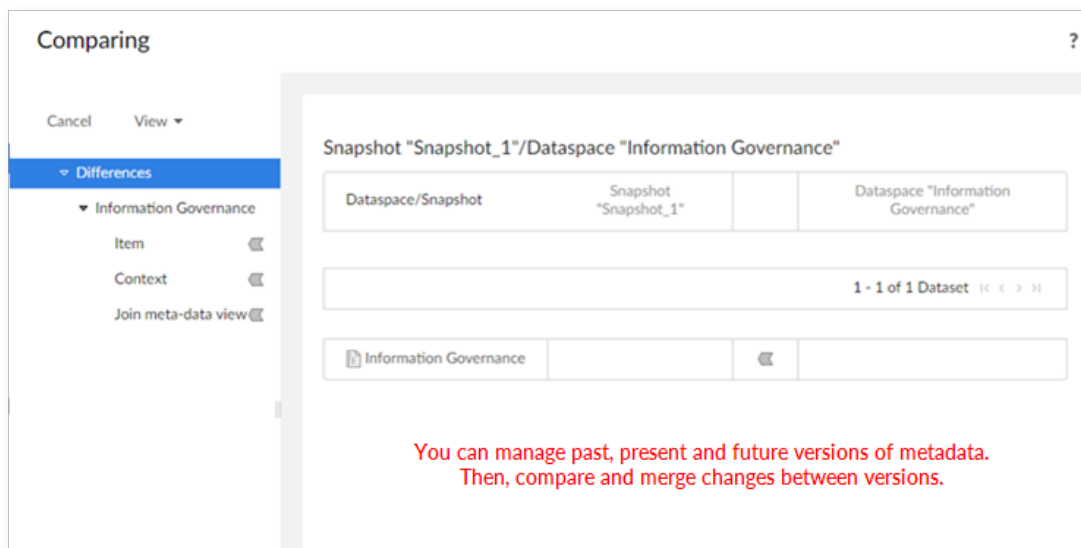 Comparing
?
Cancel View
Differences
Information Governance
Item
Context
Join meta-data view
Snapshot "Snapshot_1"/Dataspace "Information Governance"
Dataspace/Snapshot
Snapshot
"Snapshot_1"
Dataspace "Information
Governance"
1 - 1 of 1 Dataset
Information Governance
You can manage past, present and future versions of metadata.
Then, compare and merge changes between versions.